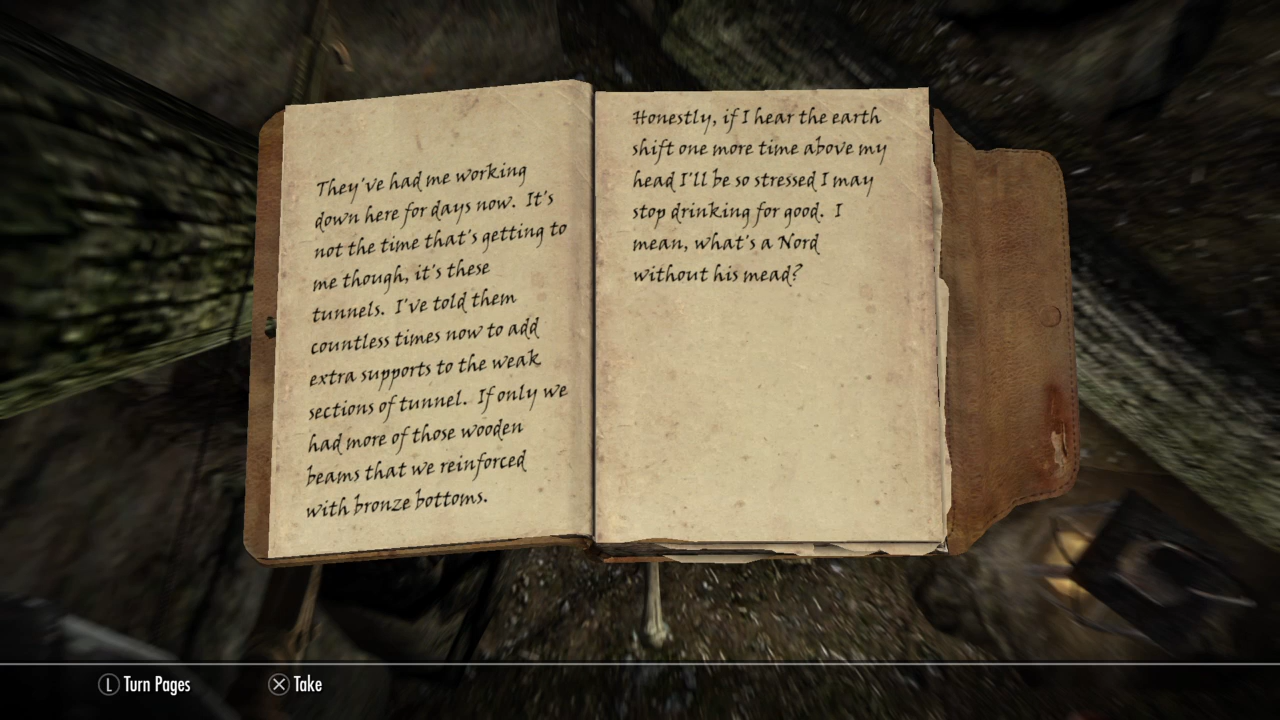 They've had me working
down here for days now. It's
not the time that's getting to
me though, it's these
tunnels. I've told them
countless times now to add
extra supports to the weak
sections of tunnel. If only we
had more of those wooden
beams that we reinforced
with bronze bottoms.
Honestly, if I hear the earth
shift one more time above my
head I'll be so stressed I may
stop drinking for good. I
mean, what's a Nord
without his mead?
L Turn Pages
X Take